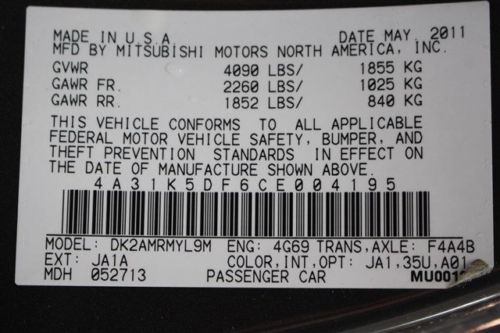 MADE IN U.S.A DATE MAY, 2011
MFD BY MITSUBISHI MOTORS NORTH AMERICA, INC.
GVWR 4090 LBS/ 1855 KG
GAWR FR. 2260 LBS/ 1025 KG
GAWR RR. 1852 LBS/ 840 KG
THIS VEHICLE CONFORMS TO ALL APPLICABLE
FEDERAL MOTOR VEHICLE SAFETY, BUMPER, AND
THEFT PREVENTION STANDARDS IN EFFECT ON
THE DATE OF MANUFACTURE SHOWN ABOVE.
4A31K5DF6CE004195
MODEL: DK2AMRMYL9M ENG: 4G69 TRANS,AXLE: F4A4B
EXT: JA1A COLOR,INT,OPT: JA1,35U,A01
MDH 052713 PASSENGER CAR